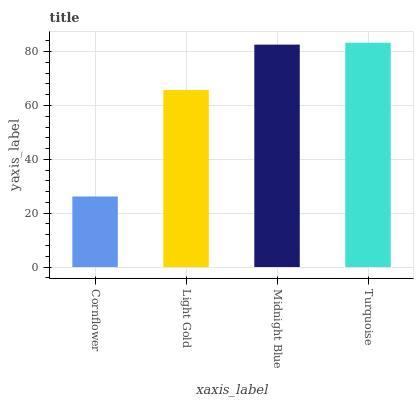 title
yaxis_label
80
60
40
20
0
Cornflower
Light Gold
Midnight Blue
Turquoise
xaxis_label